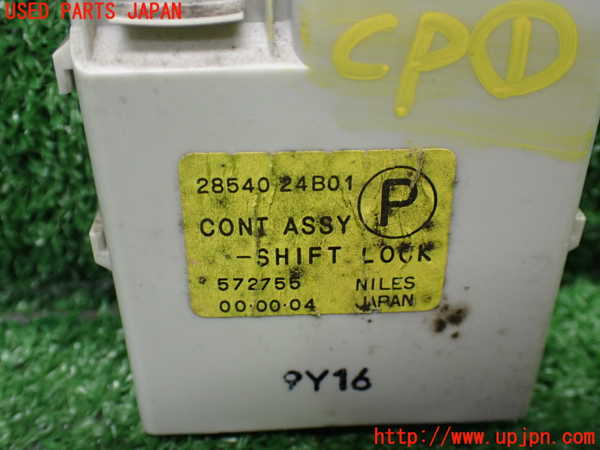 USED PARTS JAPAN
CP①
28540 24B01
P
CONT ASSY
-SHIFT LOCK
572755 NILES
00·00·04 JAPAN
9Y16
http://www.upjpn.com/